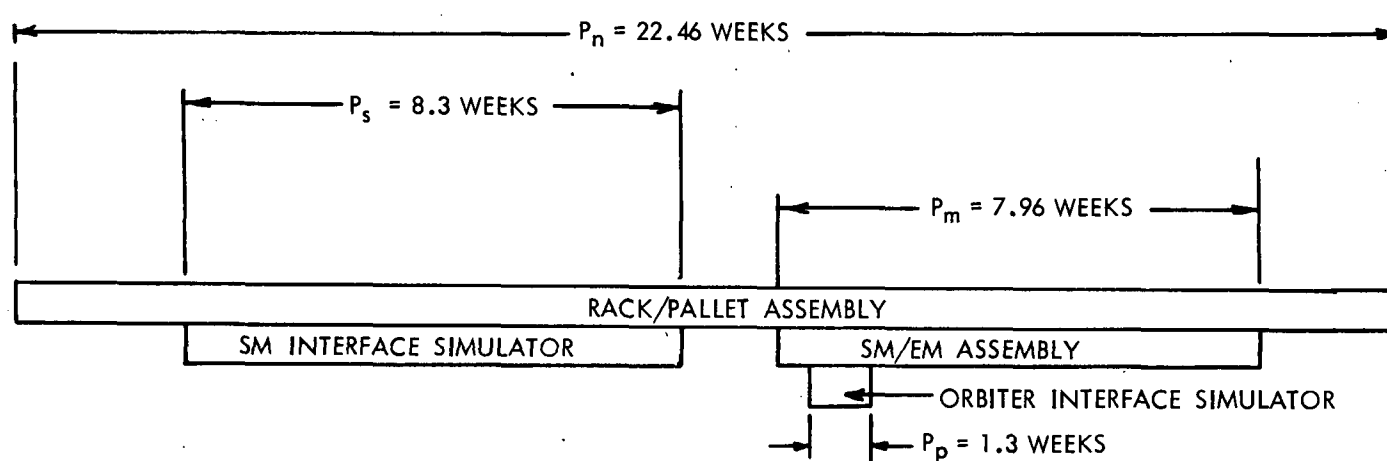 Pn = 22.46 WEEKS
Ps = 8.3 WEEKS
Pm = 7.96 WEEKS
RACK/PALLET ASSEMBLY
SM INTERFACE SIMULATOR
SM/EM ASSEMBLY
ORBITER INTERFACE SIMULATOR
Pp = 1.3 WEEKS